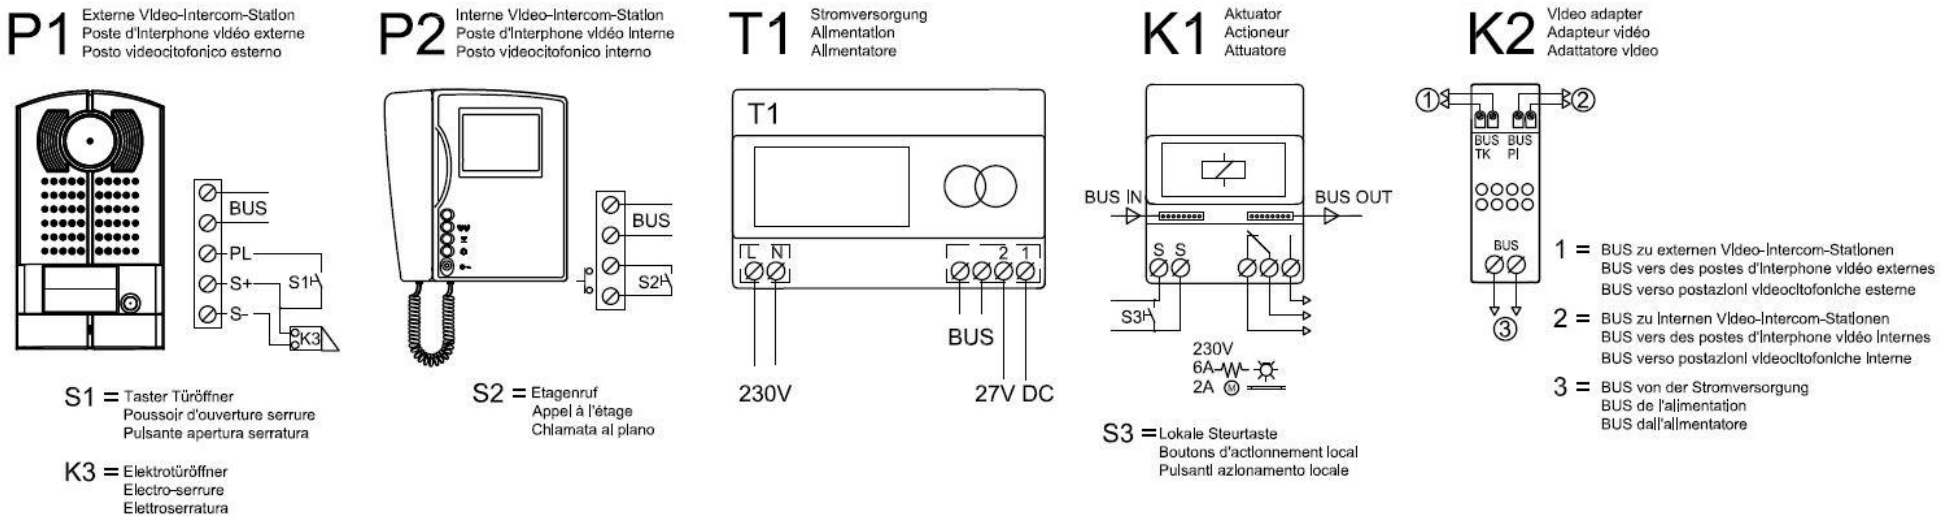 P1
Externe Video-Intercom-Station
Poste d'Interphone vidéo externe
Posto videocitofonico esterno
BUS
PL
S+
S-
S1
K3
S1 = Taster Türöffner
Poussoir d'ouverture serrure
Pulsante apertura serratura
K3 = Elektrotüröffner
Electro-serrure
Elettroserratura
P2
Interne Video-Intercom-Station
Poste d'Interphone vidéo Interne
Posto videocitofonico interno
BUS
S2
S2 = Etagenruf
Appel à l'étage
Chiamata al piano
T1
Stromversorgung
Alimentation
Alimentatore
T1
L N
2 1
BUS
230V
27V DC
K1
Aktuator
Actioneur
Attuatore
BUS IN
BUS OUT
S S
S3
230V
6A
2A M
S3 = Lokale Steurtaste
Boutons d'actionnement local
Pulsanti azionamento locale
K2
Video adapter
Adapteur vidéo
Adattatore video
1
2
BUS BUS
TK PI
BUS
3
1 = BUS zu externen Video-Intercom-Stationen
BUS vers des postes d'Interphone vidéo externes
BUS verso postazioni videocitofoniche esterne
2 = BUS zu Internen Video-Intercom-Stationen
BUS vers des postes d'Interphone vidéo Internes
BUS verso postazioni videocitofoniche Interne
3 = BUS von der Stromversorgung
BUS de l'alimentation
BUS dall'alimentatore